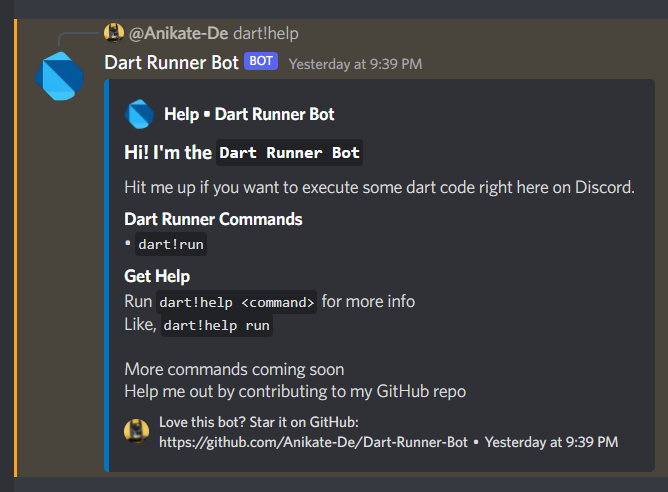 @Anikate-De dart!help
Dart Runner Bot BOT Yesterday at 9:39 PM
Help • Dart Runner Bot
Hi! I'm the Dart Runner Bot
Hit me up if you want to execute some dart code right here on Discord.
Dart Runner Commands
• dart!run
Get Help
Run dart!help <command> for more info
Like, dart!help run
More commands coming soon
Help me out by contributing to my GitHub repo
Love this bot? Star it on GitHub:
https://github.com/Anikate-De/Dart-Runner-Bot • Yesterday at 9:39 PM